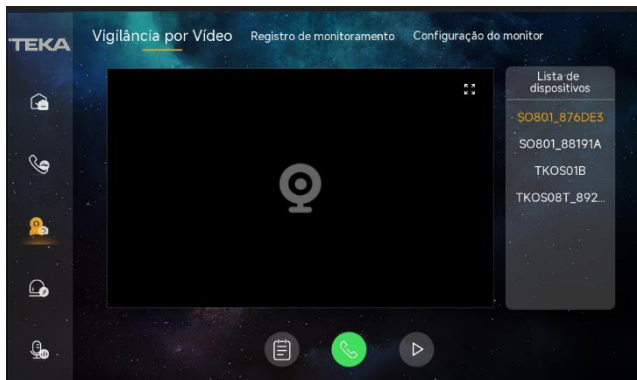 TEKA
Vigilância por Vídeo
Registro de monitoramento
Configuração do monitor
Lista de
dispositivos
SO801_876DE3
SO801_88191A
TKOS01B
TKOS08T_892...